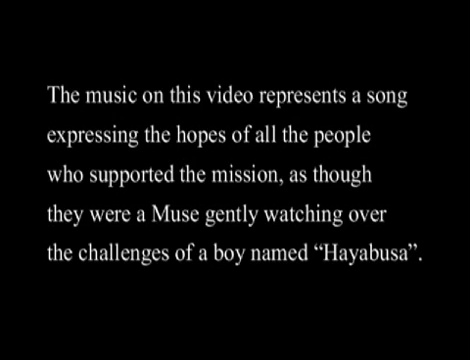 The music on this video represents a song
expressing the hopes of all the people
who supported the mission, as though
they were a Muse gently watching over
the challenges of a boy named “Hayabusa”.